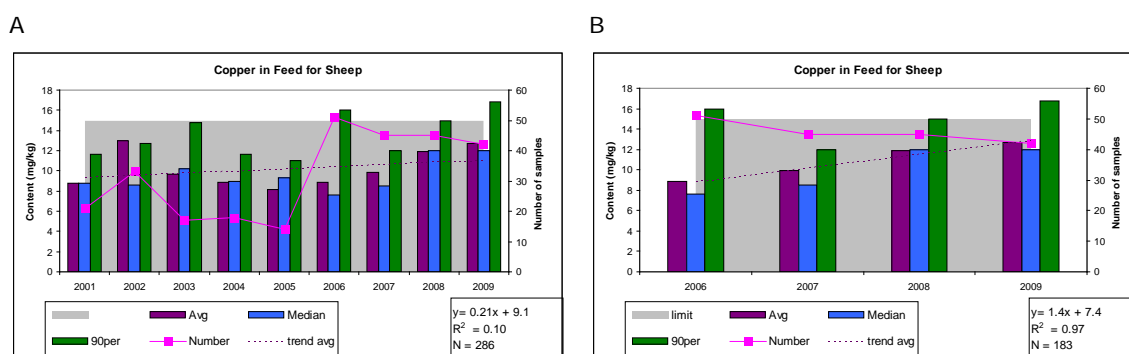 A
Copper in Feed for Sheep
Content (mg/kg)
18
16
14
12
10
8
6
4
2
0
60
50
40
30
20
10
0
Number of samples
2001 2002 2003 2004 2005 2006 2007 2008 2009
Avg Median
90per Number trend avg
y= 0.21x + 9.1
R² = 0.10
N = 286
B
Copper in Feed for Sheep
Content (mg/kg)
18
16
14
12
10
8
6
4
2
0
60
50
40
30
20
10
0
Number of samples
2006 2007 2008 2009
limit Avg Median
90per Number trend avg
y= 1.4x + 7.4
R² = 0.97
N = 183